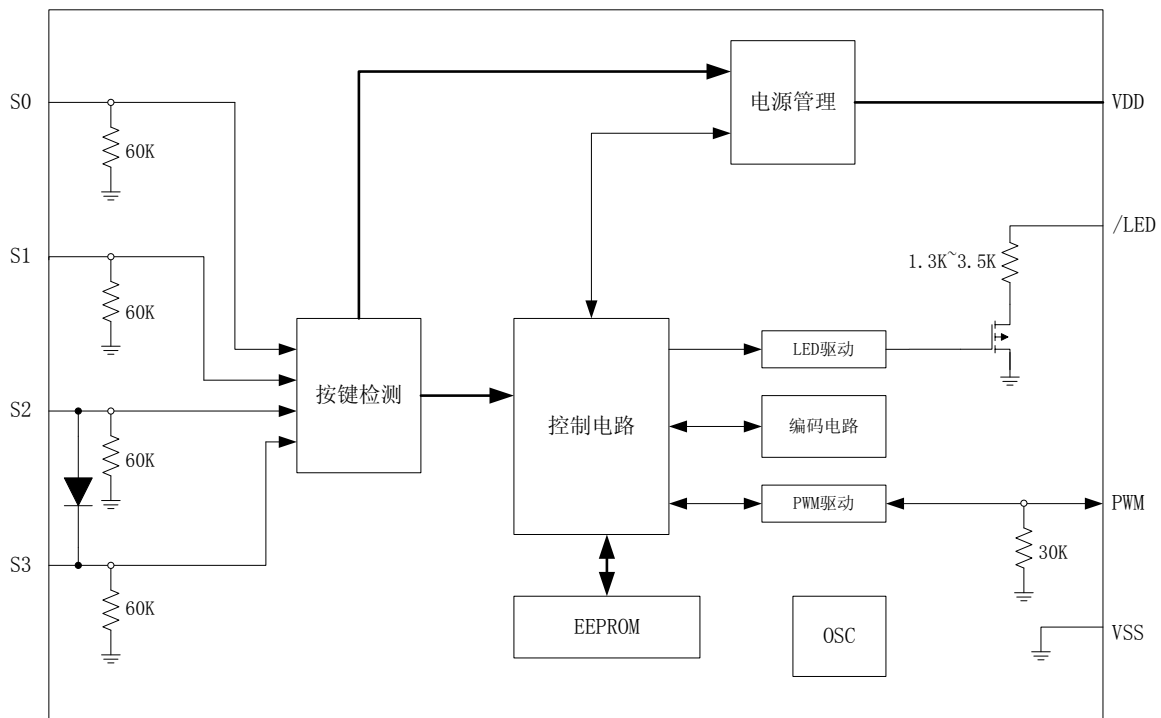 S0
60K
电源管理
VDD
/LED
1.3K~3.5K
S1
60K
按键检测
控制电路
LED驱动
S2
60K
编码电路
PWM驱动
PWM
30K
S3
60K
EEPROM
OSC
VSS